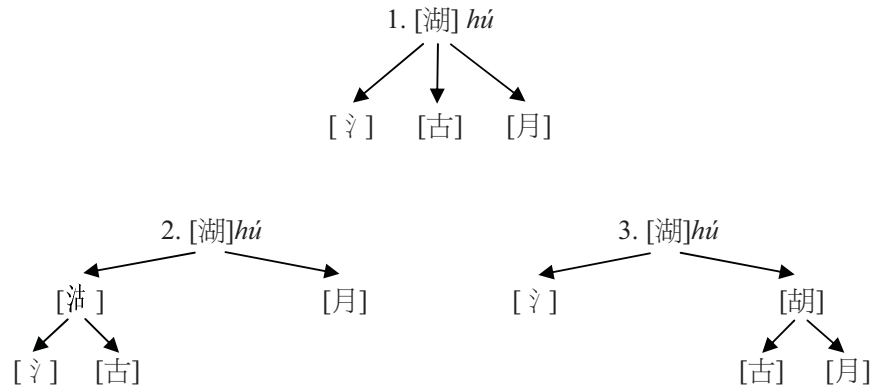 1. [湖] hú
[氵] [古] [月]
2. [湖]hú
3. [湖]hú
[沽 ] [月]
[氵] [胡]
[氵] [古]
[古] [月]